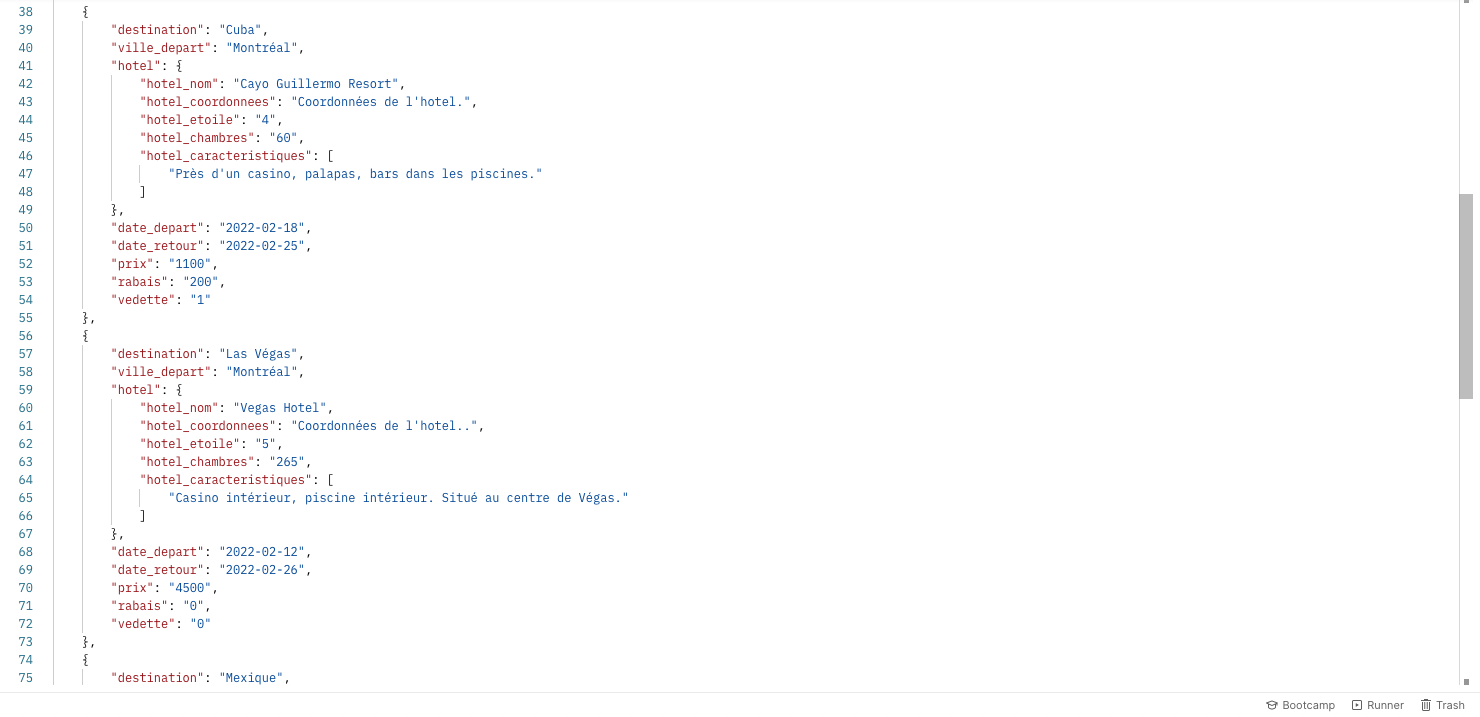 38 {
39 "destination": "Cuba",
40 "ville_depart": "Montréal",
41 "hotel": {
42 "hotel_nom": "Cayo Guillermo Resort",
43 "hotel_coordonnees": "Coordonnées de l'hotel.",
44 "hotel_etoile": "4",
45 "hotel_chambres": "60",
46 "hotel_caracteristiques": [
47 "Près d'un casino, palapas, bars dans les piscines."
48 ]
49 },
50 "date_depart": "2022-02-18",
51 "date_retour": "2022-02-25",
52 "prix": "1100",
53 "rabais": "200",
54 "vedette": "1"
55 },
56 {
57 "destination": "Las Végas",
58 "ville_depart": "Montréal",
59 "hotel": {
60 "hotel_nom": "Vegas Hotel",
61 "hotel_coordonnees": "Coordonnées de l'hotel..",
62 "hotel_etoile": "5",
63 "hotel_chambres": "265",
64 "hotel_caracteristiques": [
65 "Casino intérieur, piscine intérieur. Situé au centre de Végas."
66 ]
67 },
68 "date_depart": "2022-02-12",
69 "date_retour": "2022-02-26",
70 "prix": "4500",
71 "rabais": "0",
72 "vedette": "0"
73 },
74 {
75 "destination": "Mexique",
Bootcamp Runner Trash